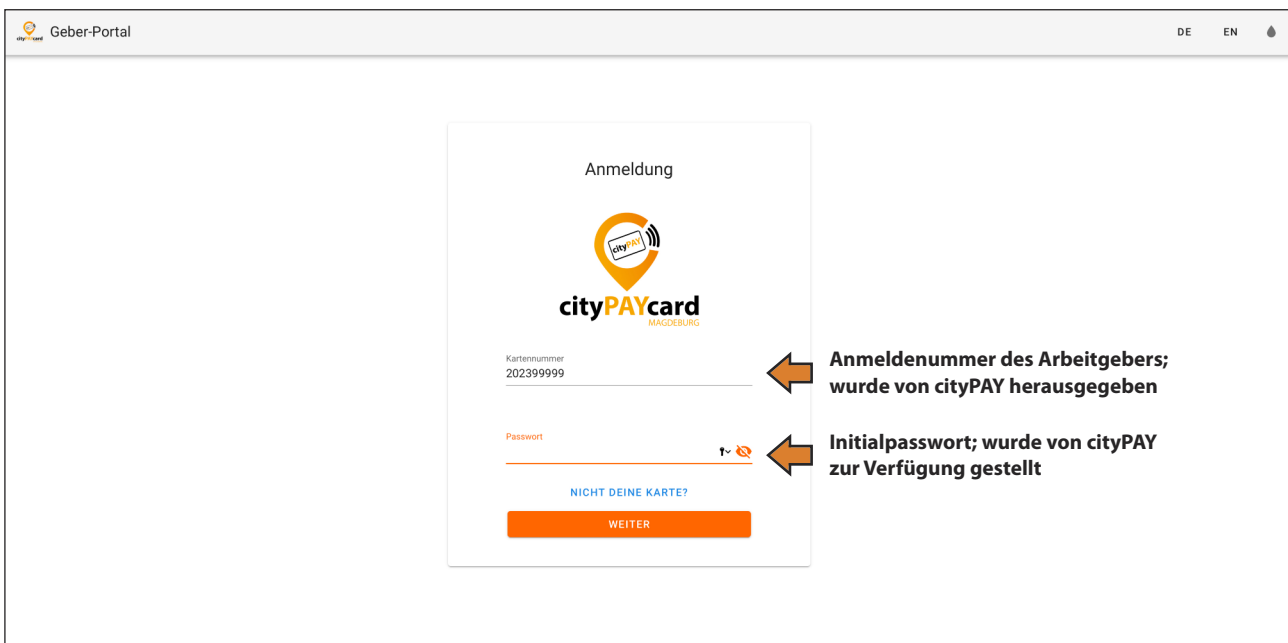 Geber-Portal
DE EN
Anmeldung
cityPAY
cityPAYcard
MAGDEBURG
Kartennummer
202399999
Anmeldenummer des Arbeitgebers;
wurde von cityPAY herausgegeben
Passwort
Initialpasswort; wurde von cityPAY
zur Verfügung gestellt
NICHT DEINE KARTE?
WEITER